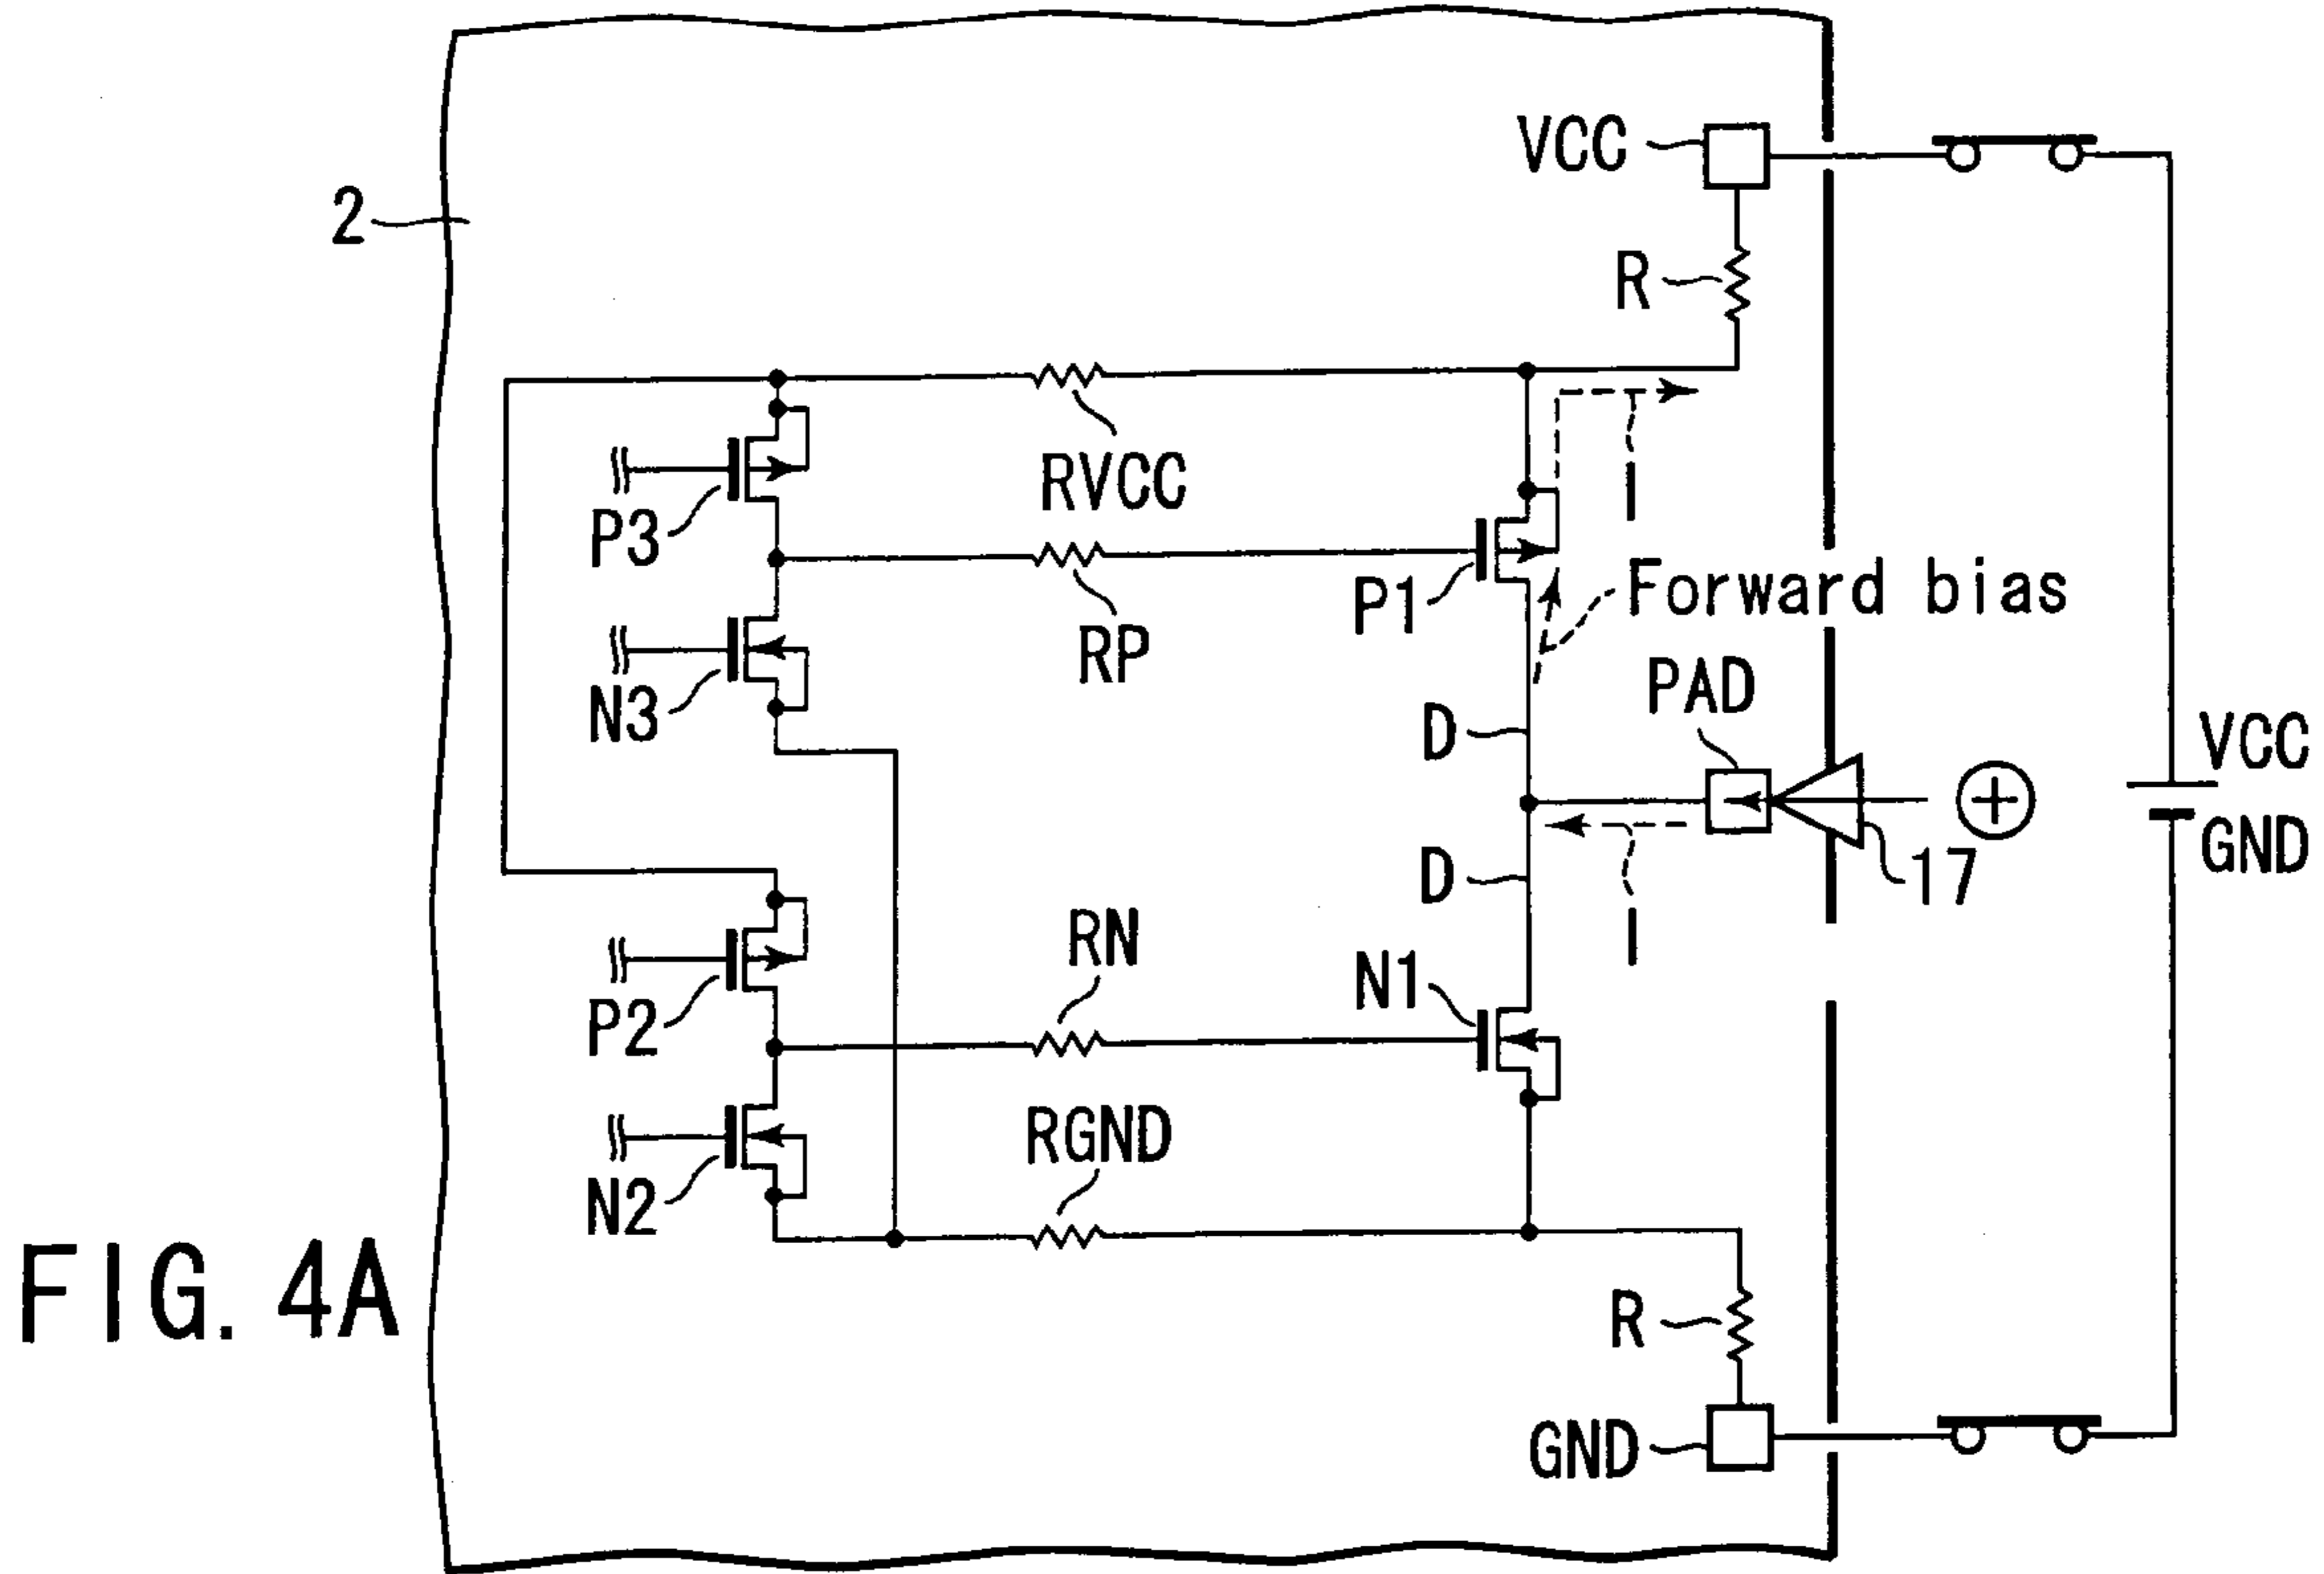 VCC
2
R
RVCC
P3
I
Forward bias
P1
RP
PAD
N3
D
VCC
GND
D
17
I
RN
N1
P2
RGND
N2
R
GND
FIG. 4A